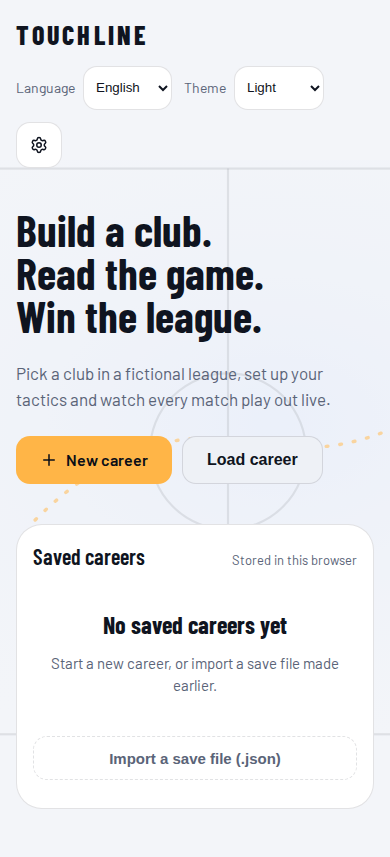 TOUCHLINE
Language English Theme Light
Build a club.
Read the game.
Win the league.
Pick a club in a fictional league, set up your
tactics and watch every match play out live.
New career Load career
Saved careers Stored in this browser
No saved careers yet
Start a new career, or import a save file made
earlier.
Import a save file (.json)